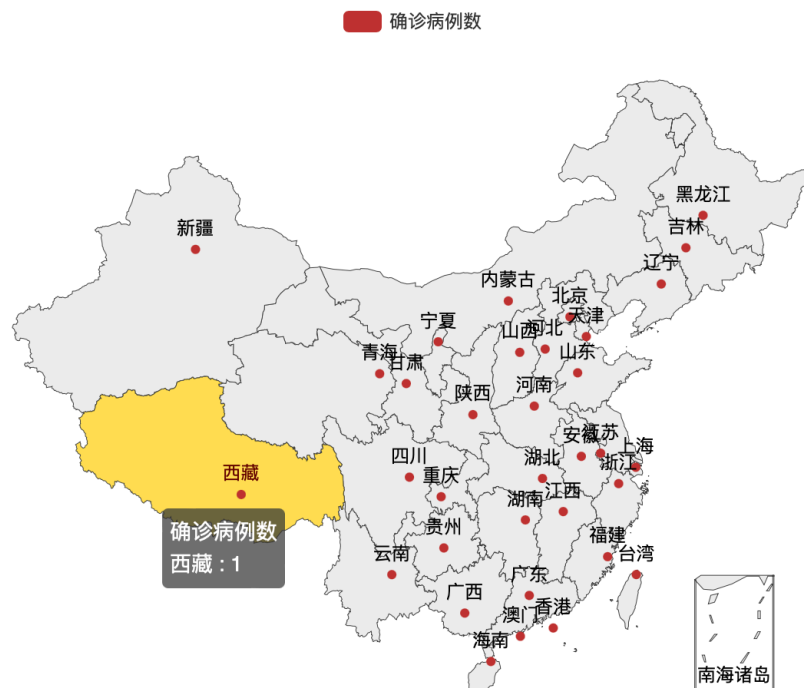 确诊病例数
黑龙江
新疆
吉林
辽宁
内蒙古
北京
天津
宁夏
山西
河北
青海
甘肃
山东
陕西
河南
安徽
江苏
上海
四川
湖北
浙江
西藏
重庆
湖南
江西
确诊病例数
西藏 : 1
贵州
福建
云南
台湾
广西
广东
澳门
香港
海南
南海诸岛